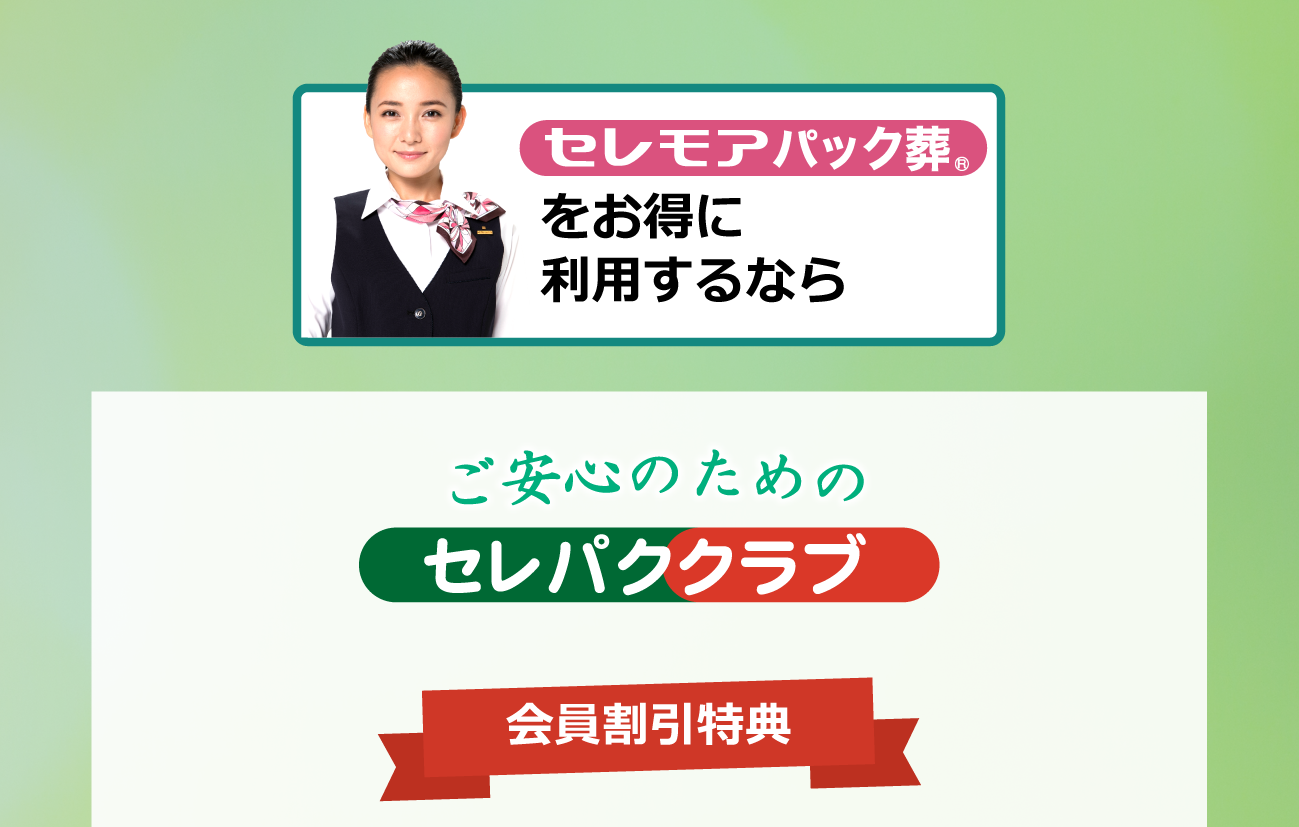 セレモアパック葬®
をお得に
利用するなら
ご安心のための
セレパククラブ
会員割引特典